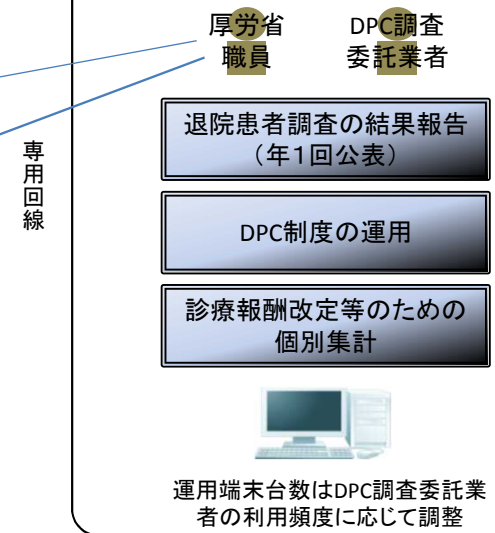 厚労省
職員
DPC調査
委託業者
専用回線
退院患者調査の結果報告
（年１回公表）
DPC制度の運用
診療報酬改定等のための
個別集計
運用端末台数はDPC調査委託業
者の利用頻度に応じて調整